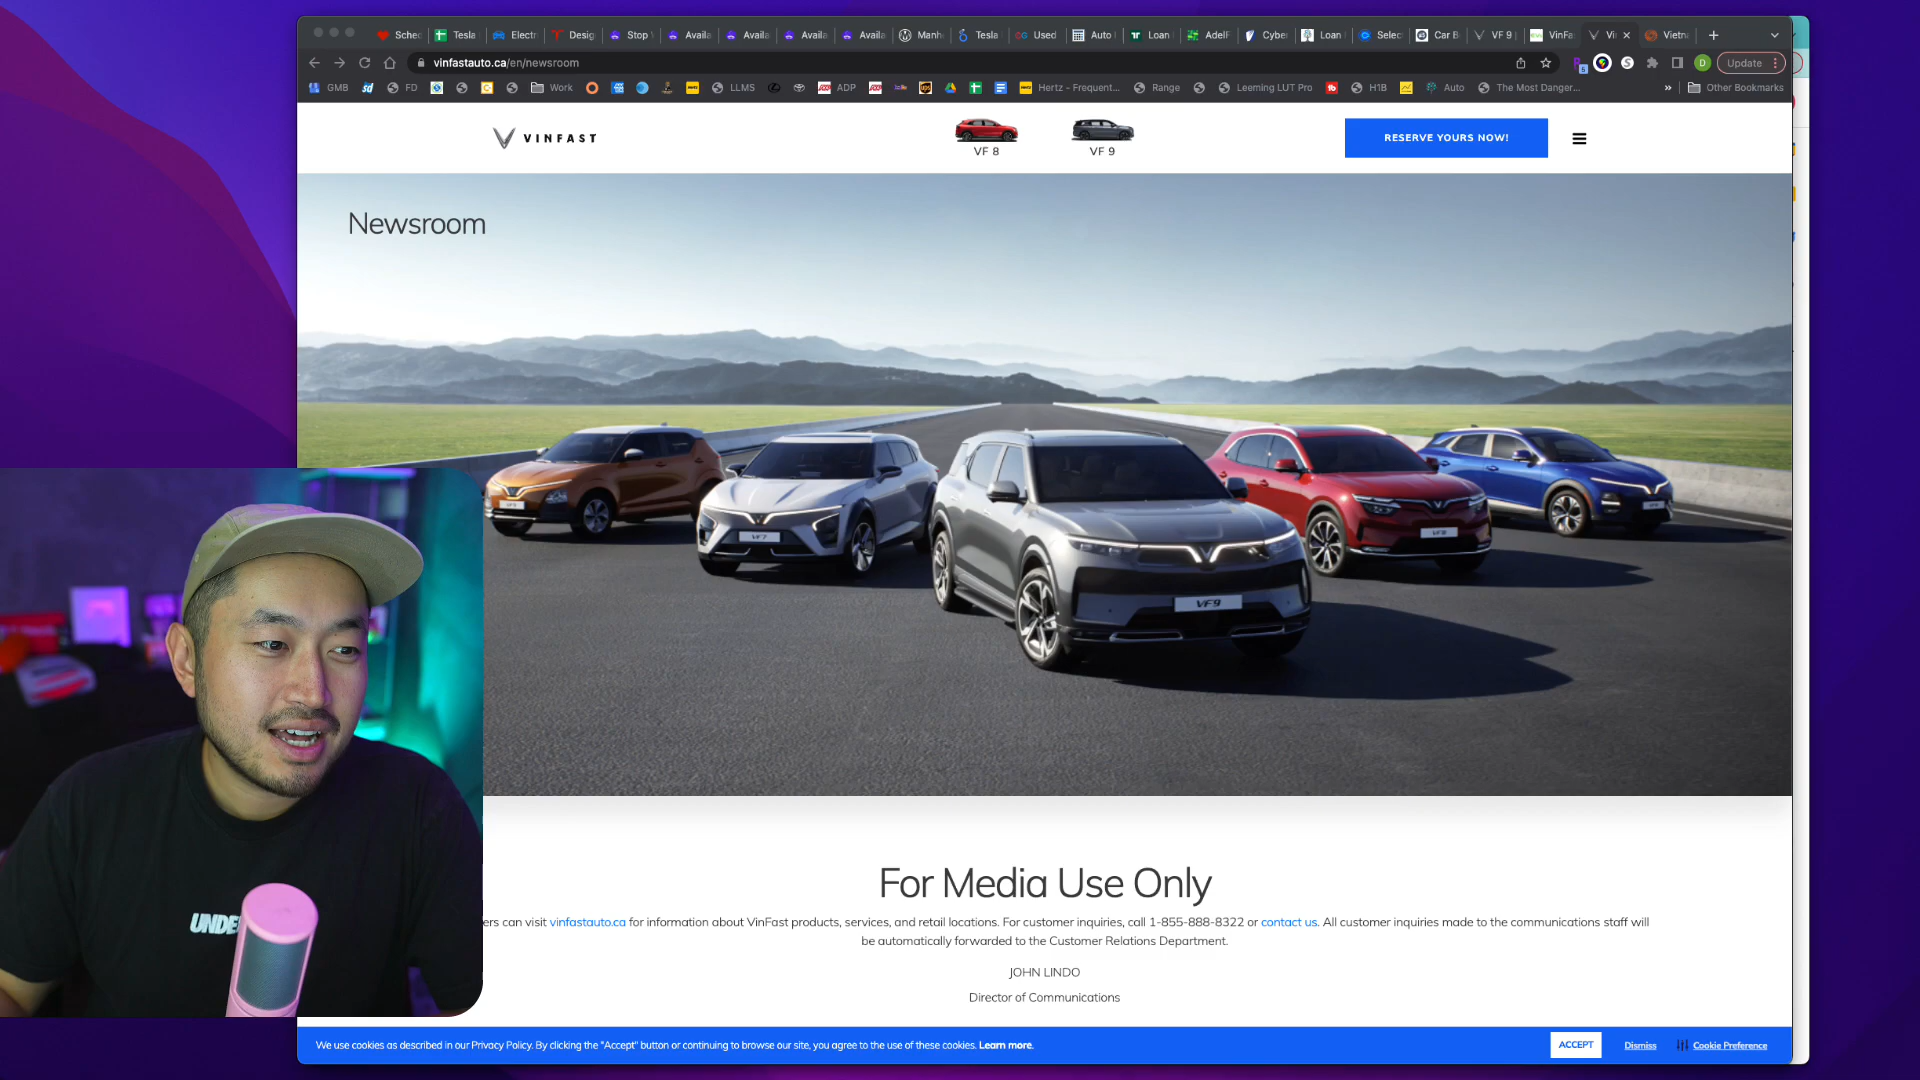 Sched
Tesla
Electr
Desig
Stop V
Availa
Availa
Availa
Availa
Manh
Tesla
Used
Auto
Loan
AdelF
Cyber
Loan
Selec
Car B
VF 9
VinFa
Vi
Vietna
vinfastauto.ca/en/newsroom
Update
GMB
FD
Work
LLMS
ADP
Hertz - Frequent...
Range
Leeming LUT Pro
H1B
Auto
The Most Danger...
Other Bookmarks
VINFAST
VF 8
VF 9
RESERVE YOURS NOW!
Newsroom
VF7
VF9
VF8
UNDE
For Media Use Only
ers can visit vinfastauto.ca for information about VinFast products, services, and retail locations. For customer inquiries, call 1-855-888-8322 or contact us. All customer inquiries made to the communications staff will
be automatically forwarded to the Customer Relations Department.
JOHN LINDO
Director of Communications
We use cookies as described in our Privacy Policy. By clicking the "Accept" button or continuing to browse our site, you agree to the use of these cookies. Learn more.
ACCEPT
Dismiss
Cookie Preference